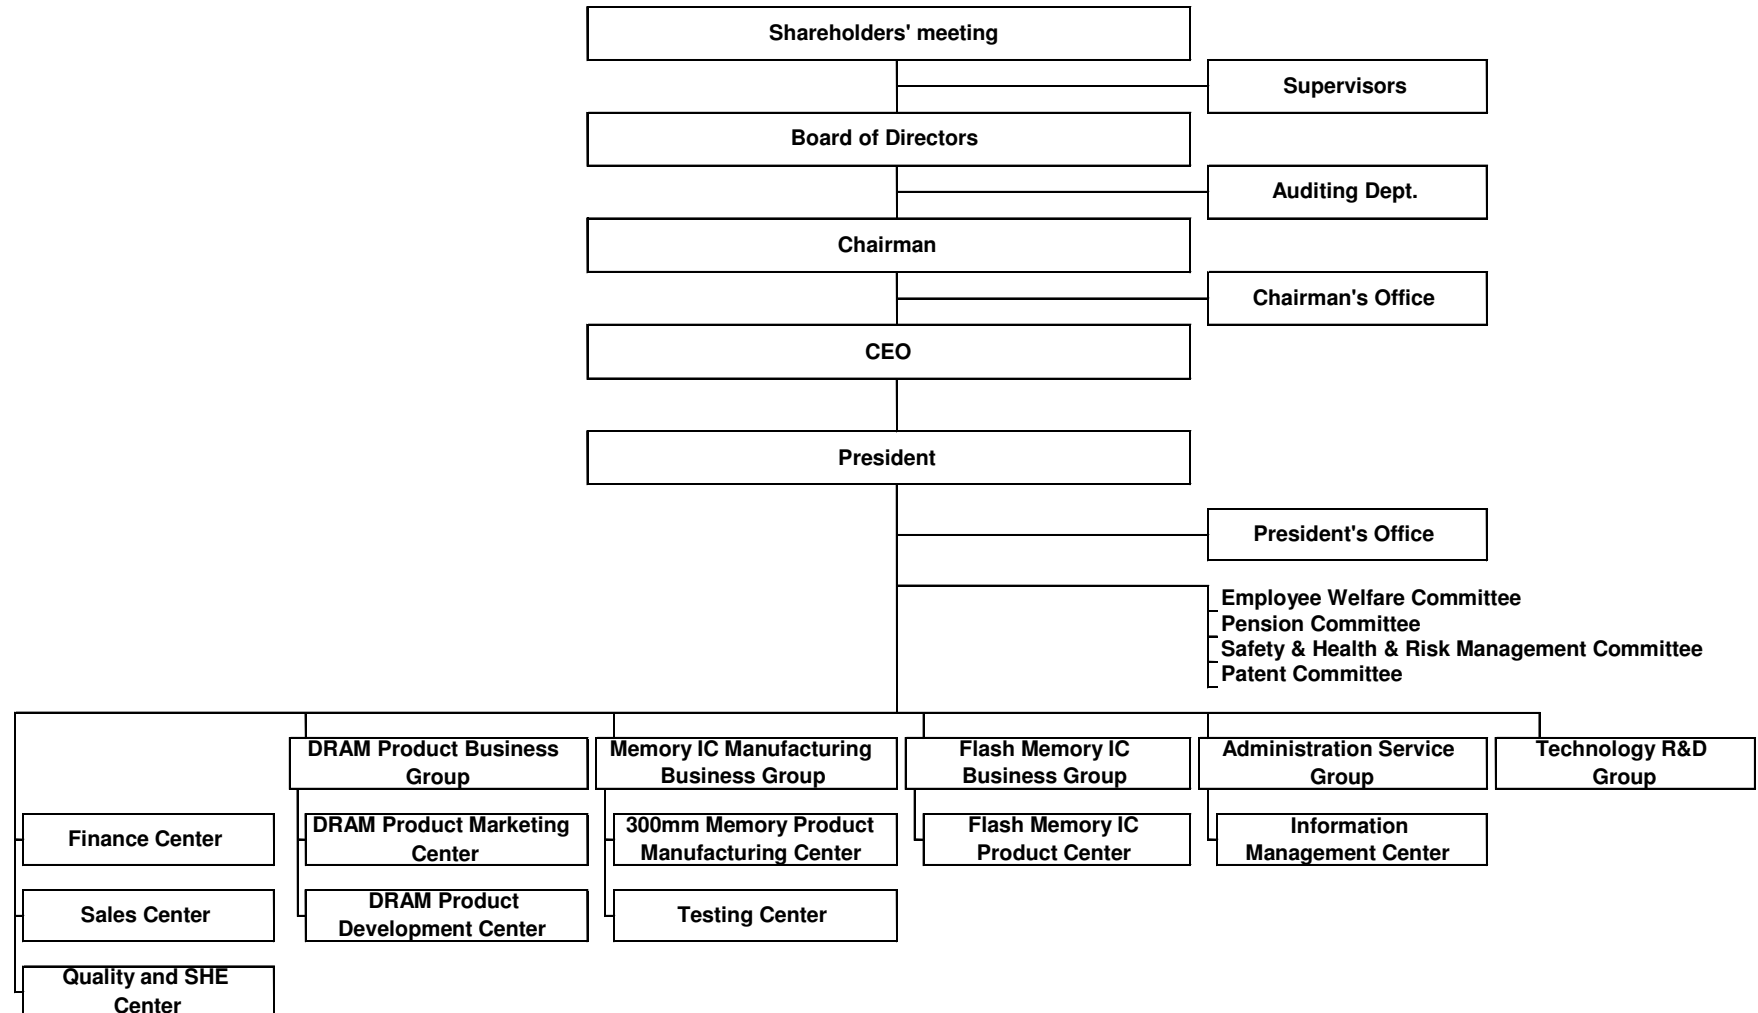 Shareholders' meeting
Supervisors
Board of Directors
Auditing Dept.
Chairman
Chairman's Office
CEO
President
President's Office
Employee Welfare Committee
Pension Committee
Safety & Health & Risk Management Committee
Patent Committee
DRAM Product Business
Group
Memory IC Manufacturing
Business Group
Flash Memory IC
Business Group
Administration Service
Group
Technology R&D
Group
Finance Center
DRAM Product Marketing
Center
300mm Memory Product
Manufacturing Center
Flash Memory IC
Product Center
Information
Management Center
Sales Center
DRAM Product
Development Center
Testing Center
Quality and SHE
Center